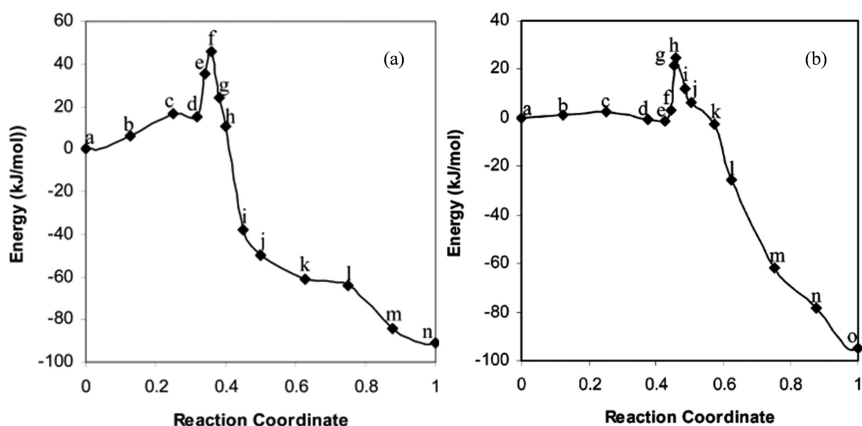 60
40
20
0
-20
-40
-60
-80
-100
Energy (kJ/mol))
(a)
a
b
c
d
e
f
g
h
i
j
k
l
m
n
0
0.2
0.4
0.6
0.8
1
Reaction Coordinate
40
20
0
-20
-40
-60
-80
-100
Energy (kJ/mol)
(b)
a
b
c
d
e
f
g
h
i
j
k
l
m
n
o
0
0.2
0.4
0.6
0.8
1
Reaction Coordinate